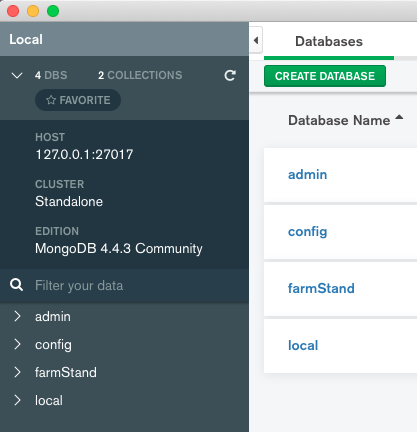 Local
4 DBS 2 COLLECTIONS
FAVORITE
HOST
127.0.0.1:27017
CLUSTER
Standalone
EDITION
MongoDB 4.4.3 Community
Filter your data
admin
config
farmStand
local
Databases
CREATE DATABASE
Database Name
admin
config
farmStand
local